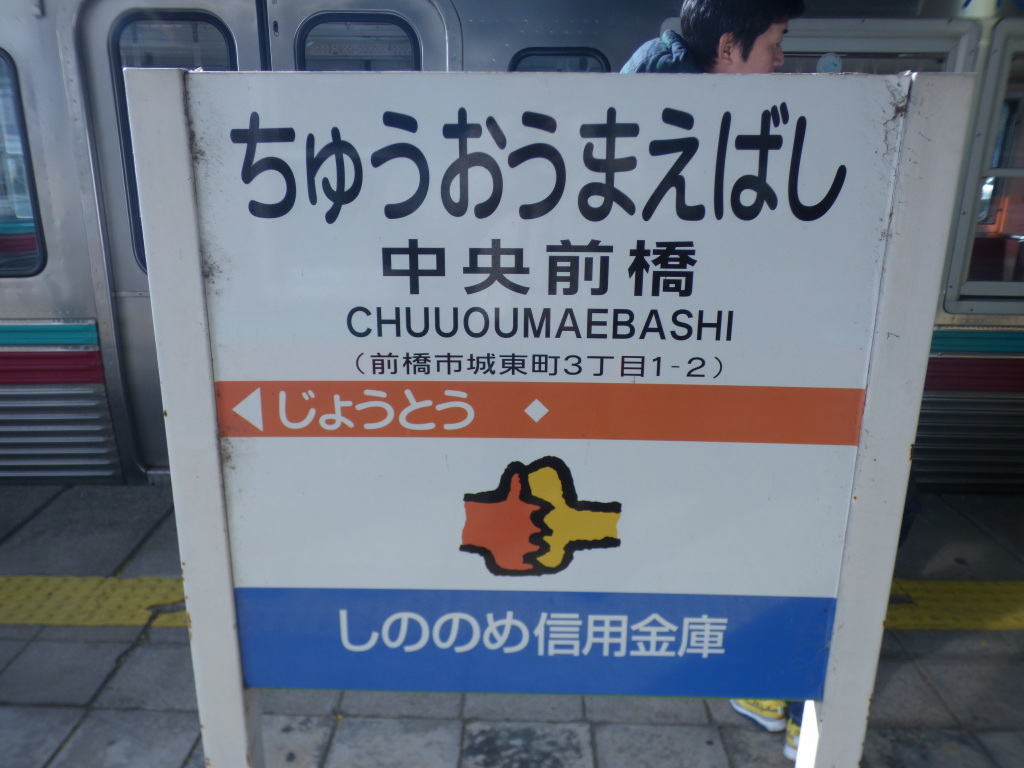 ちゅうおうまえばし
中央前橋
CHUUOUMAEBASHI
（前橋市城東町3丁目1-2）
じょうとう
しののめ信用金庫